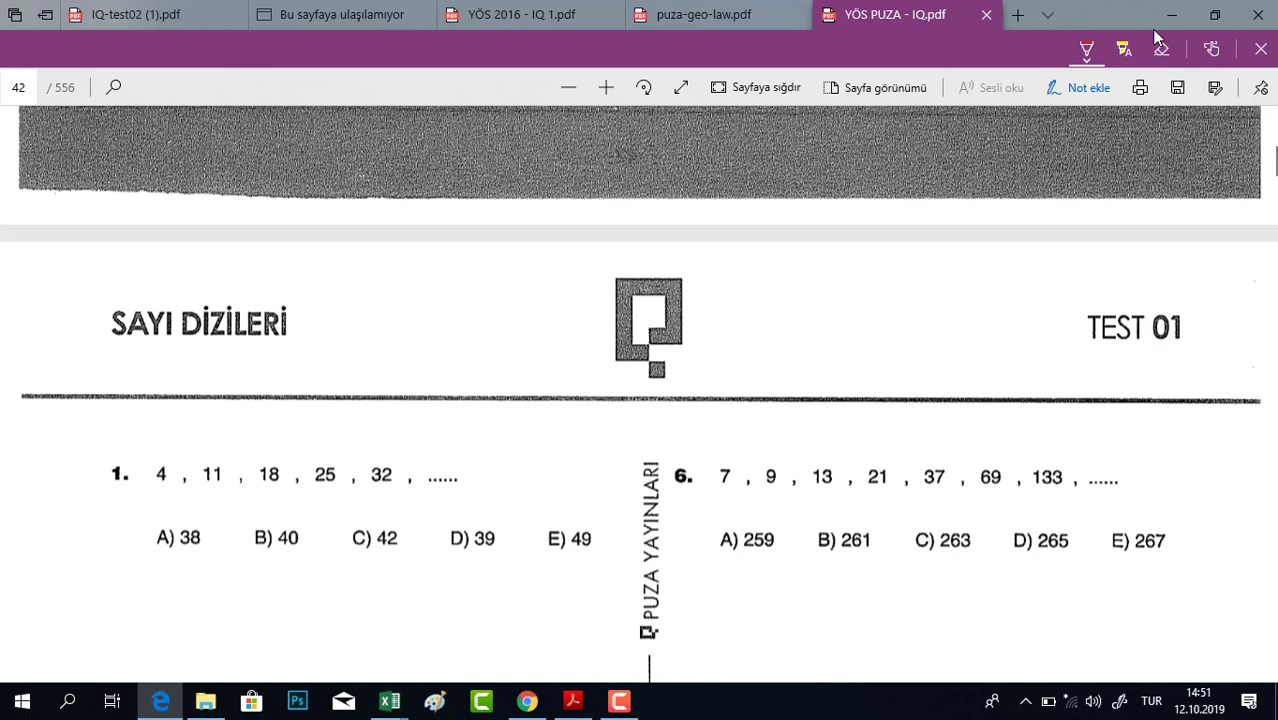 IQ-test02 (1).pdf
Bu sayfaya ulaşılamıyor
YÖS 2016 - IQ 1.pdf
puza-geo-law.pdf
YÖS PUZA - IQ.pdf
42 / 556
Sayfaya sığdır
Sayfa görünümü
Sesli oku
Not ekle
SAYI DİZİLERİ
TEST 01
1. 4 , 11 , 18 , 25 , 32 , ......
A) 38 B) 40 C) 42 D) 39 E) 49
PUZA YAYINLARI
6. 7 , 9 , 13 , 21 , 37 , 69 , 133 , ......
A) 259 B) 261 C) 263 D) 265 E) 267
TUR
14:51
12.10.2019